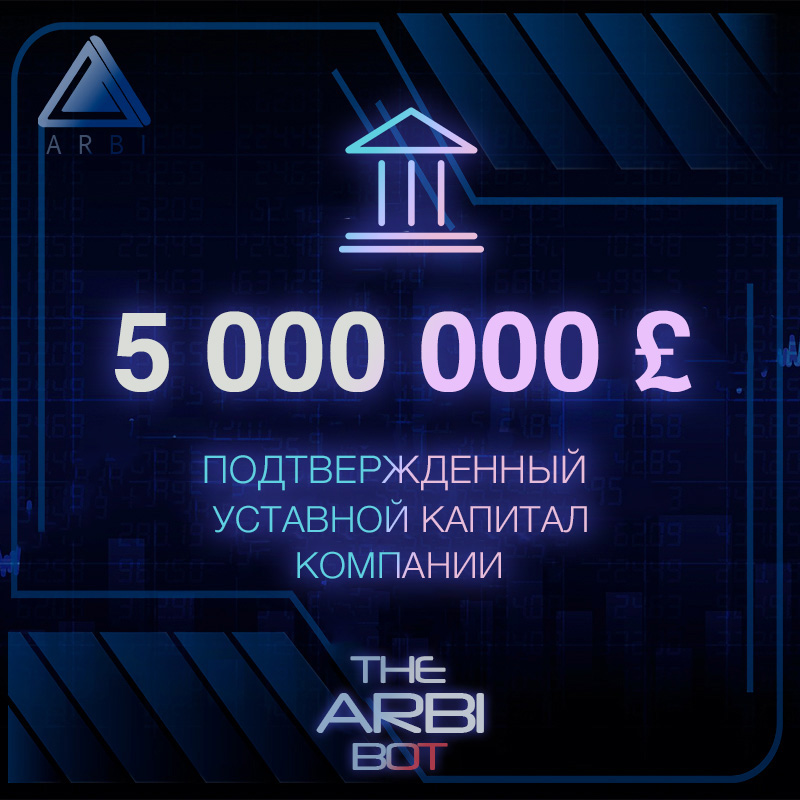 ARBI
5 000 000 £
ПОДТВЕРЖДЕННЫЙ
УСТАВНОЙ КАПИТАЛ
КОМПАНИИ
THE
ARBI
BOT